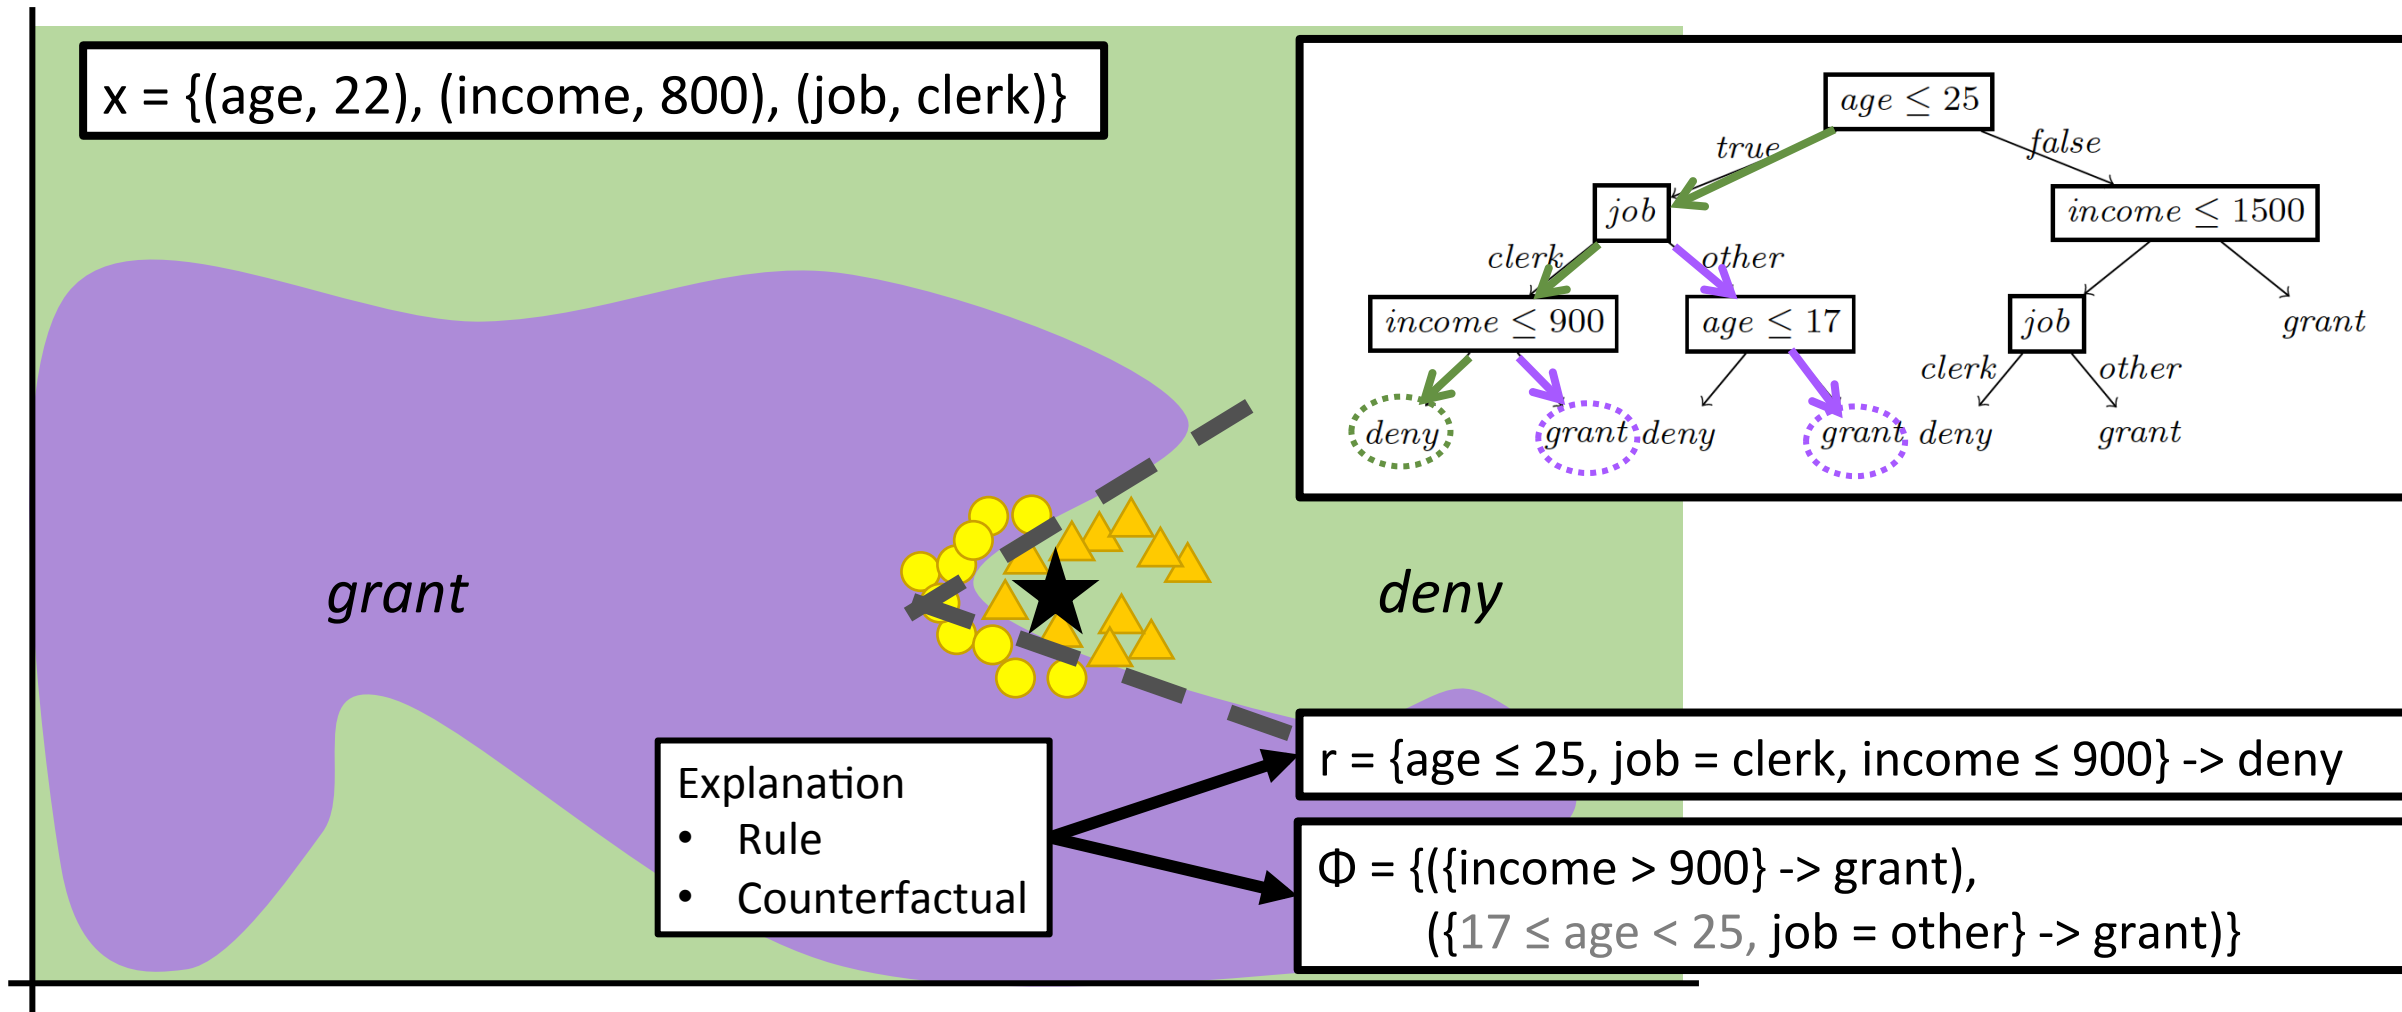 x = {(age, 22), (income, 800), (job, clerk)}
age ≤ 25
true
false
job
income ≤ 1500
clerk
other
income ≤ 900
age ≤ 17
job
grant
clerk
other
deny
grant
deny
grant
deny
grant
grant
deny
Explanation
• Rule
• Counterfactual
r = {age ≤ 25, job = clerk, income ≤ 900} -> deny
Φ = {({income > 900} -> grant),
({17 ≤ age < 25, job = other} -> grant)}